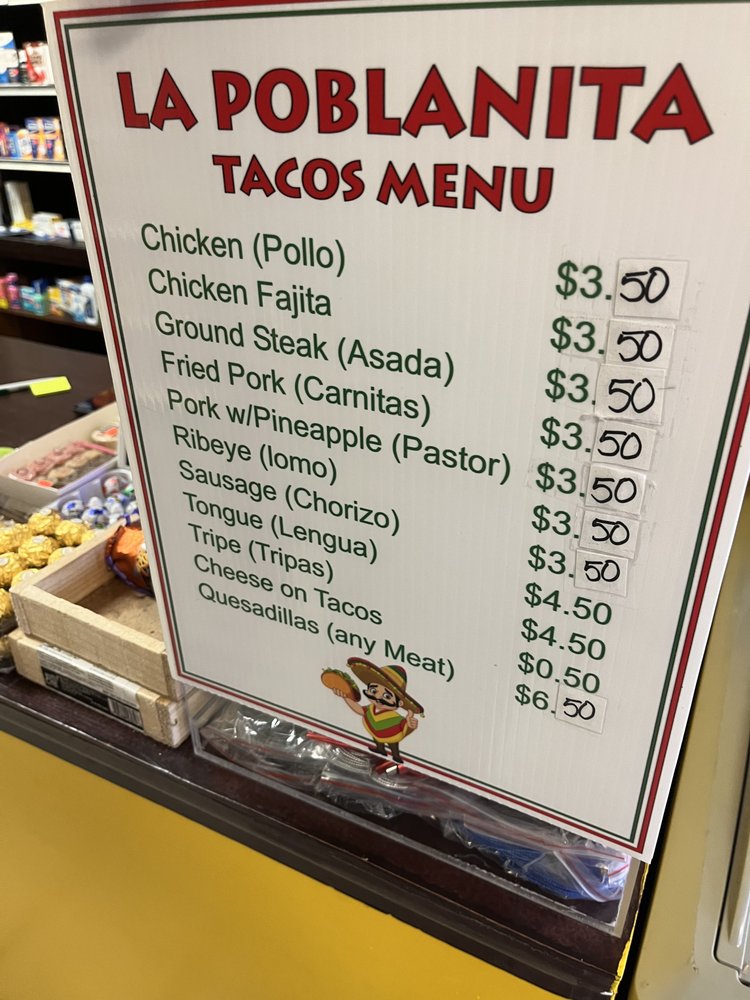 LA POBLANITA
TACOS MENU
Chicken (Pollo) $3.50
Chicken Fajita $3.50
Ground Steak (Asada) $3.50
Fried Pork (Carnitas) $3.50
Pork w/Pineapple (Pastor) $3.50
Ribeye (lomo) $3.50
Sausage (Chorizo) $3.50
Tongue (Lengua) $4.50
Tripe (Tripas) $4.50
Cheese on Tacos $0.50
Quesadillas (any Meat) $6.50